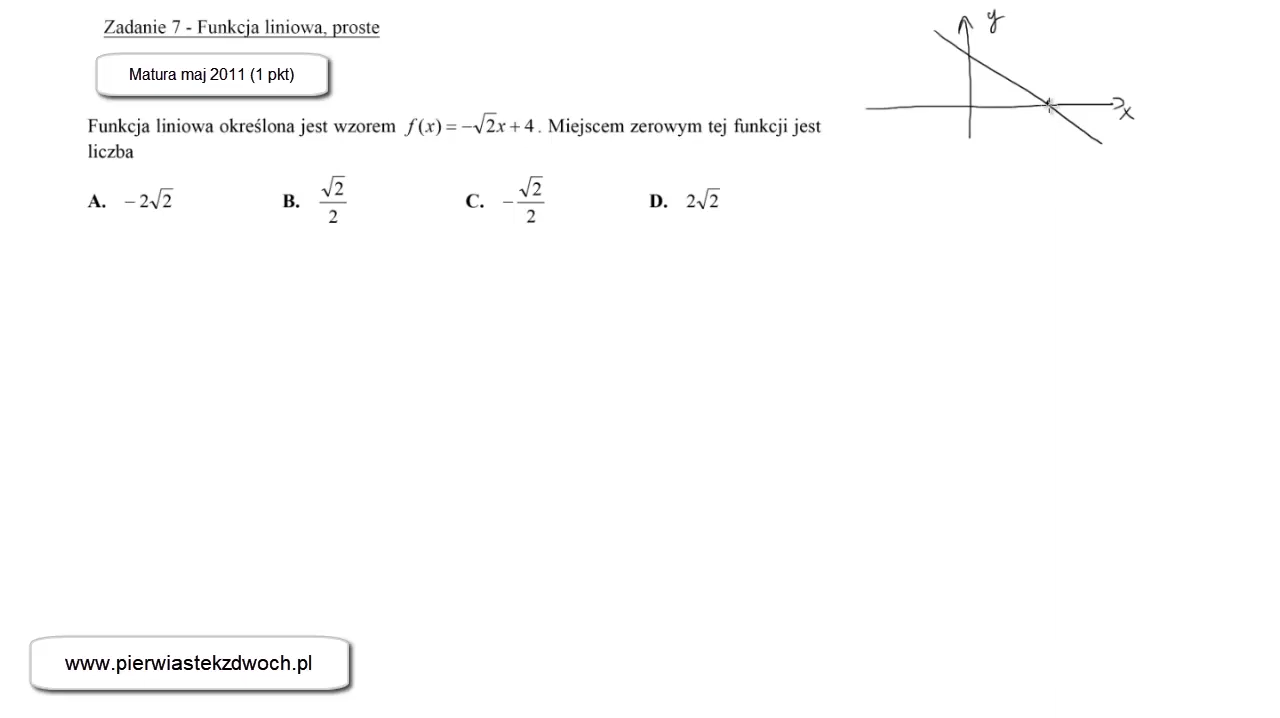 Zadanie 7 - Funkcja liniowa, proste
Matura maj 2011 (1 pkt)
Funkcja liniowa określona jest wzorem f(x) = −√2x + 4. Miejscem zerowym tej funkcji jest
liczba
A. −2√2 B. √2/2 C. −√2/2 D. 2√2
y
x
www.pierwiastekzdwoch.pl